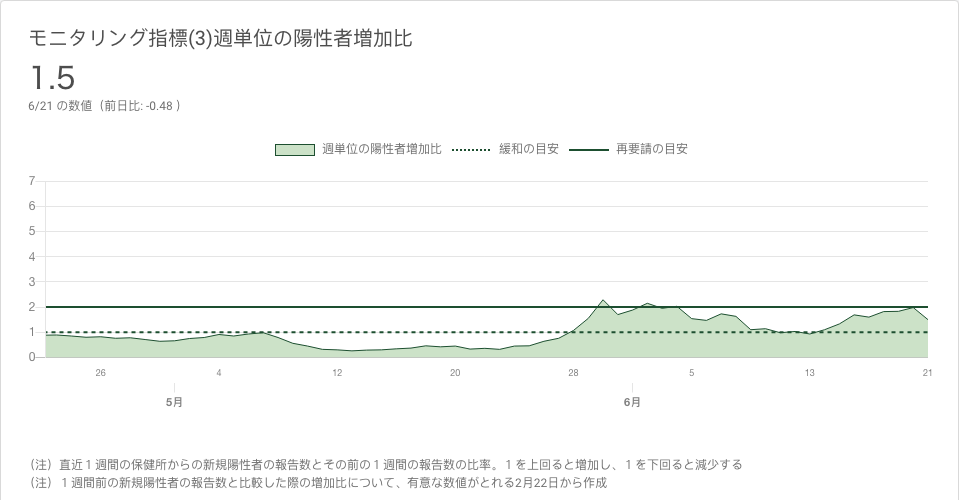 モニタリング指標(3)週単位の陽性者増加比
1.5
6/21 の数値（前日比: -0.48 ）
週単位の陽性者増加比 緩和の目安 再要請の目安
7
6
5
4
3
2
1
0
26 4 12 20 28 5 13 21
5月 6月
（注）直近１週間の保健所からの新規陽性者の報告数とその前の１週間の報告数の比率。１を上回ると増加し、１を下回ると減少する
（注）１週間前の新規陽性者の報告数と比較した際の増加比について、有意な数値がとれる2月22日から作成